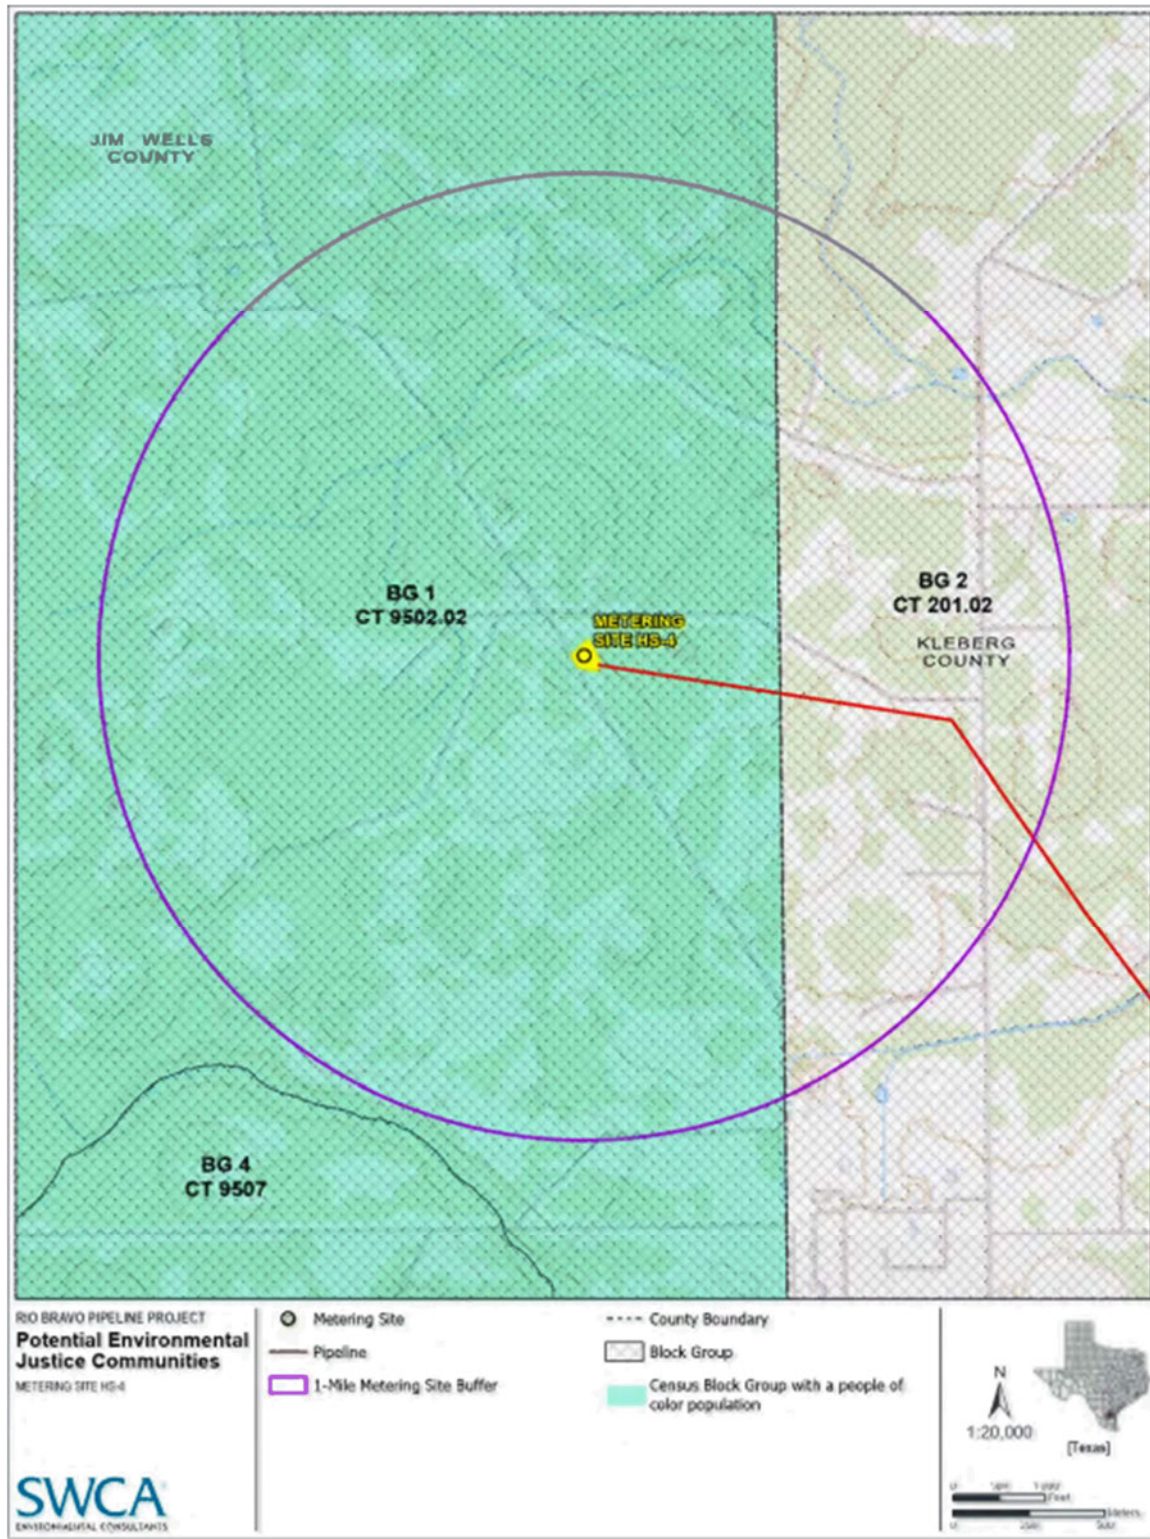 JIM WELLS
COUNTY
BG 1
CT 9502.02
METERING
SITE HS-4
BG 2
CT 201.02
KLEBERG
COUNTY
BG 4
CT 9507
RIO BRAVO PIPELINE PROJECT
Potential Environmental
Justice Communities
METERING SITE HS-4
SWCA
ENVIRONMENTAL CONSULTANTS
Metering Site
Pipeline
1-Mile Metering Site Buffer
County Boundary
Block Group
Census Block Group with a people of
color population
N
1:20,000
[Texas]
Feet
Meters